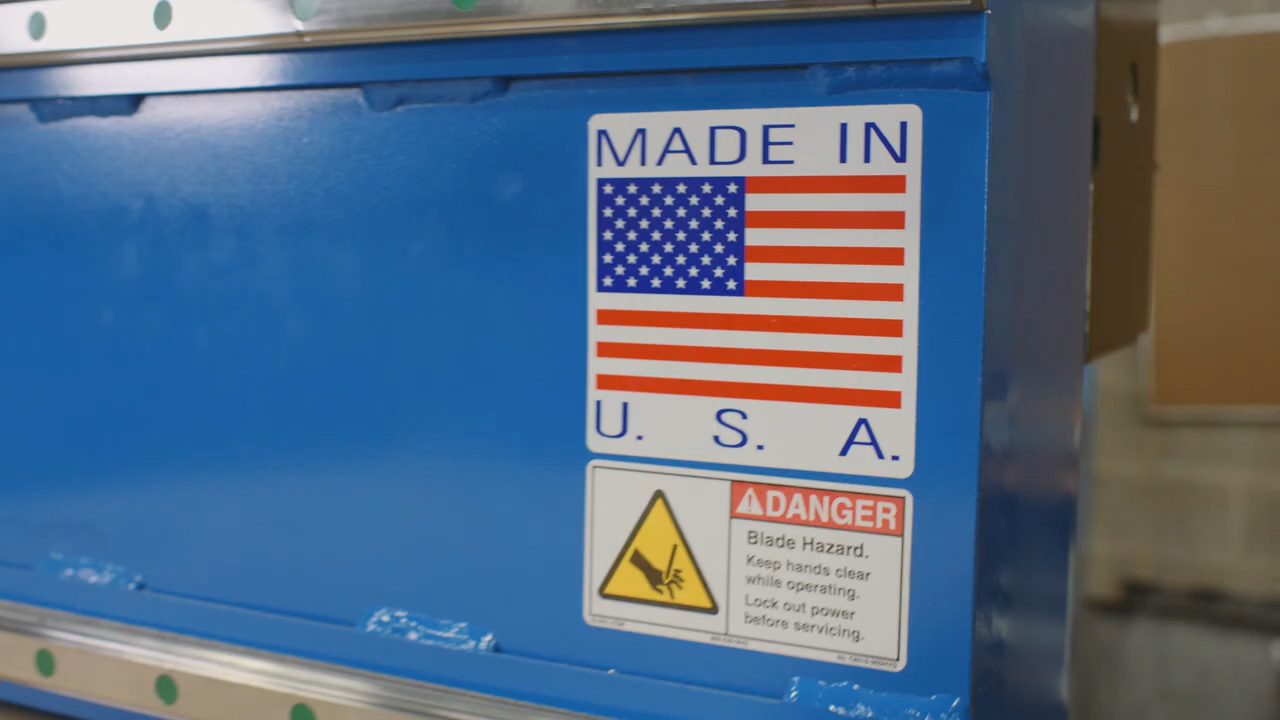 MADE IN
U. S. A.
DANGER
Blade Hazard.
Keep hands clear
while operating.
Lock out power
before servicing.